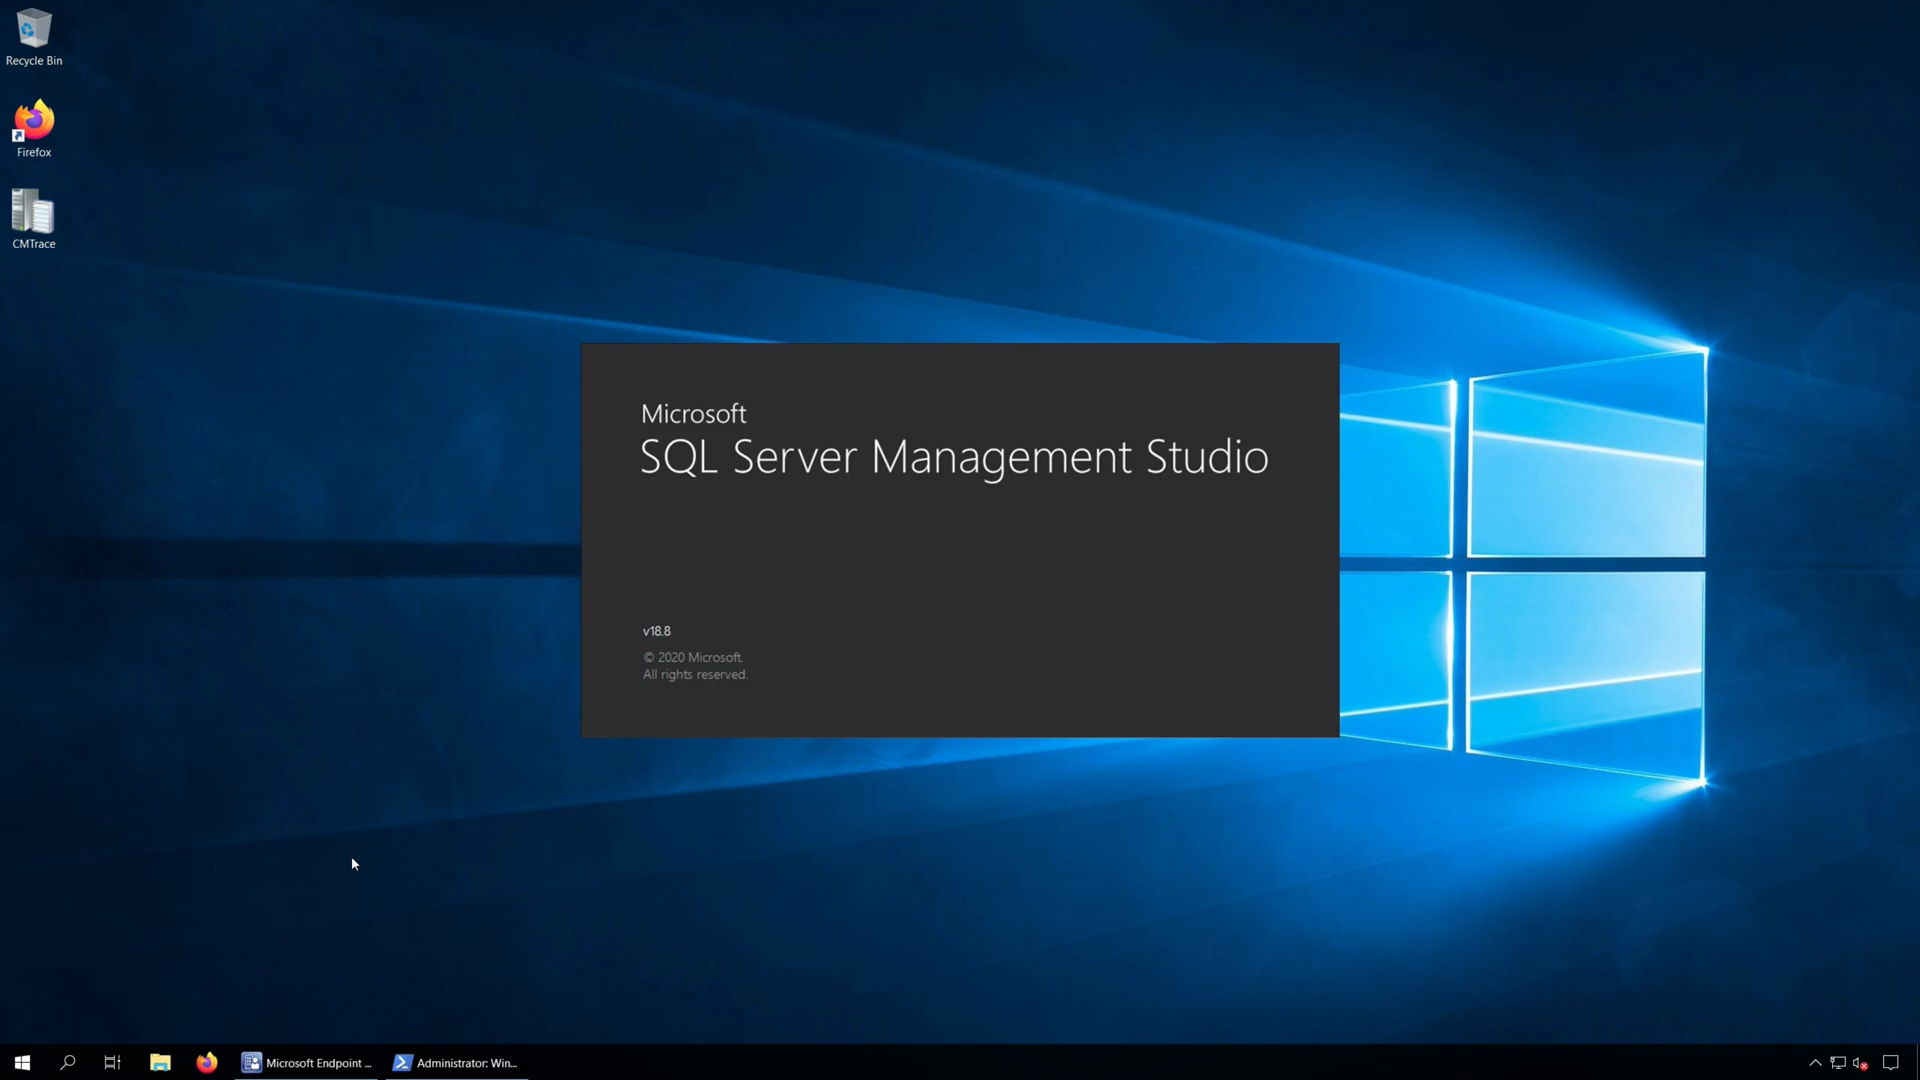 Recycle Bin
Firefox
CMTrace
Microsoft
SQL Server Management Studio
v18.8
© 2020 Microsoft.
All rights reserved.
Microsoft Endpoint ...
Administrator: Win...